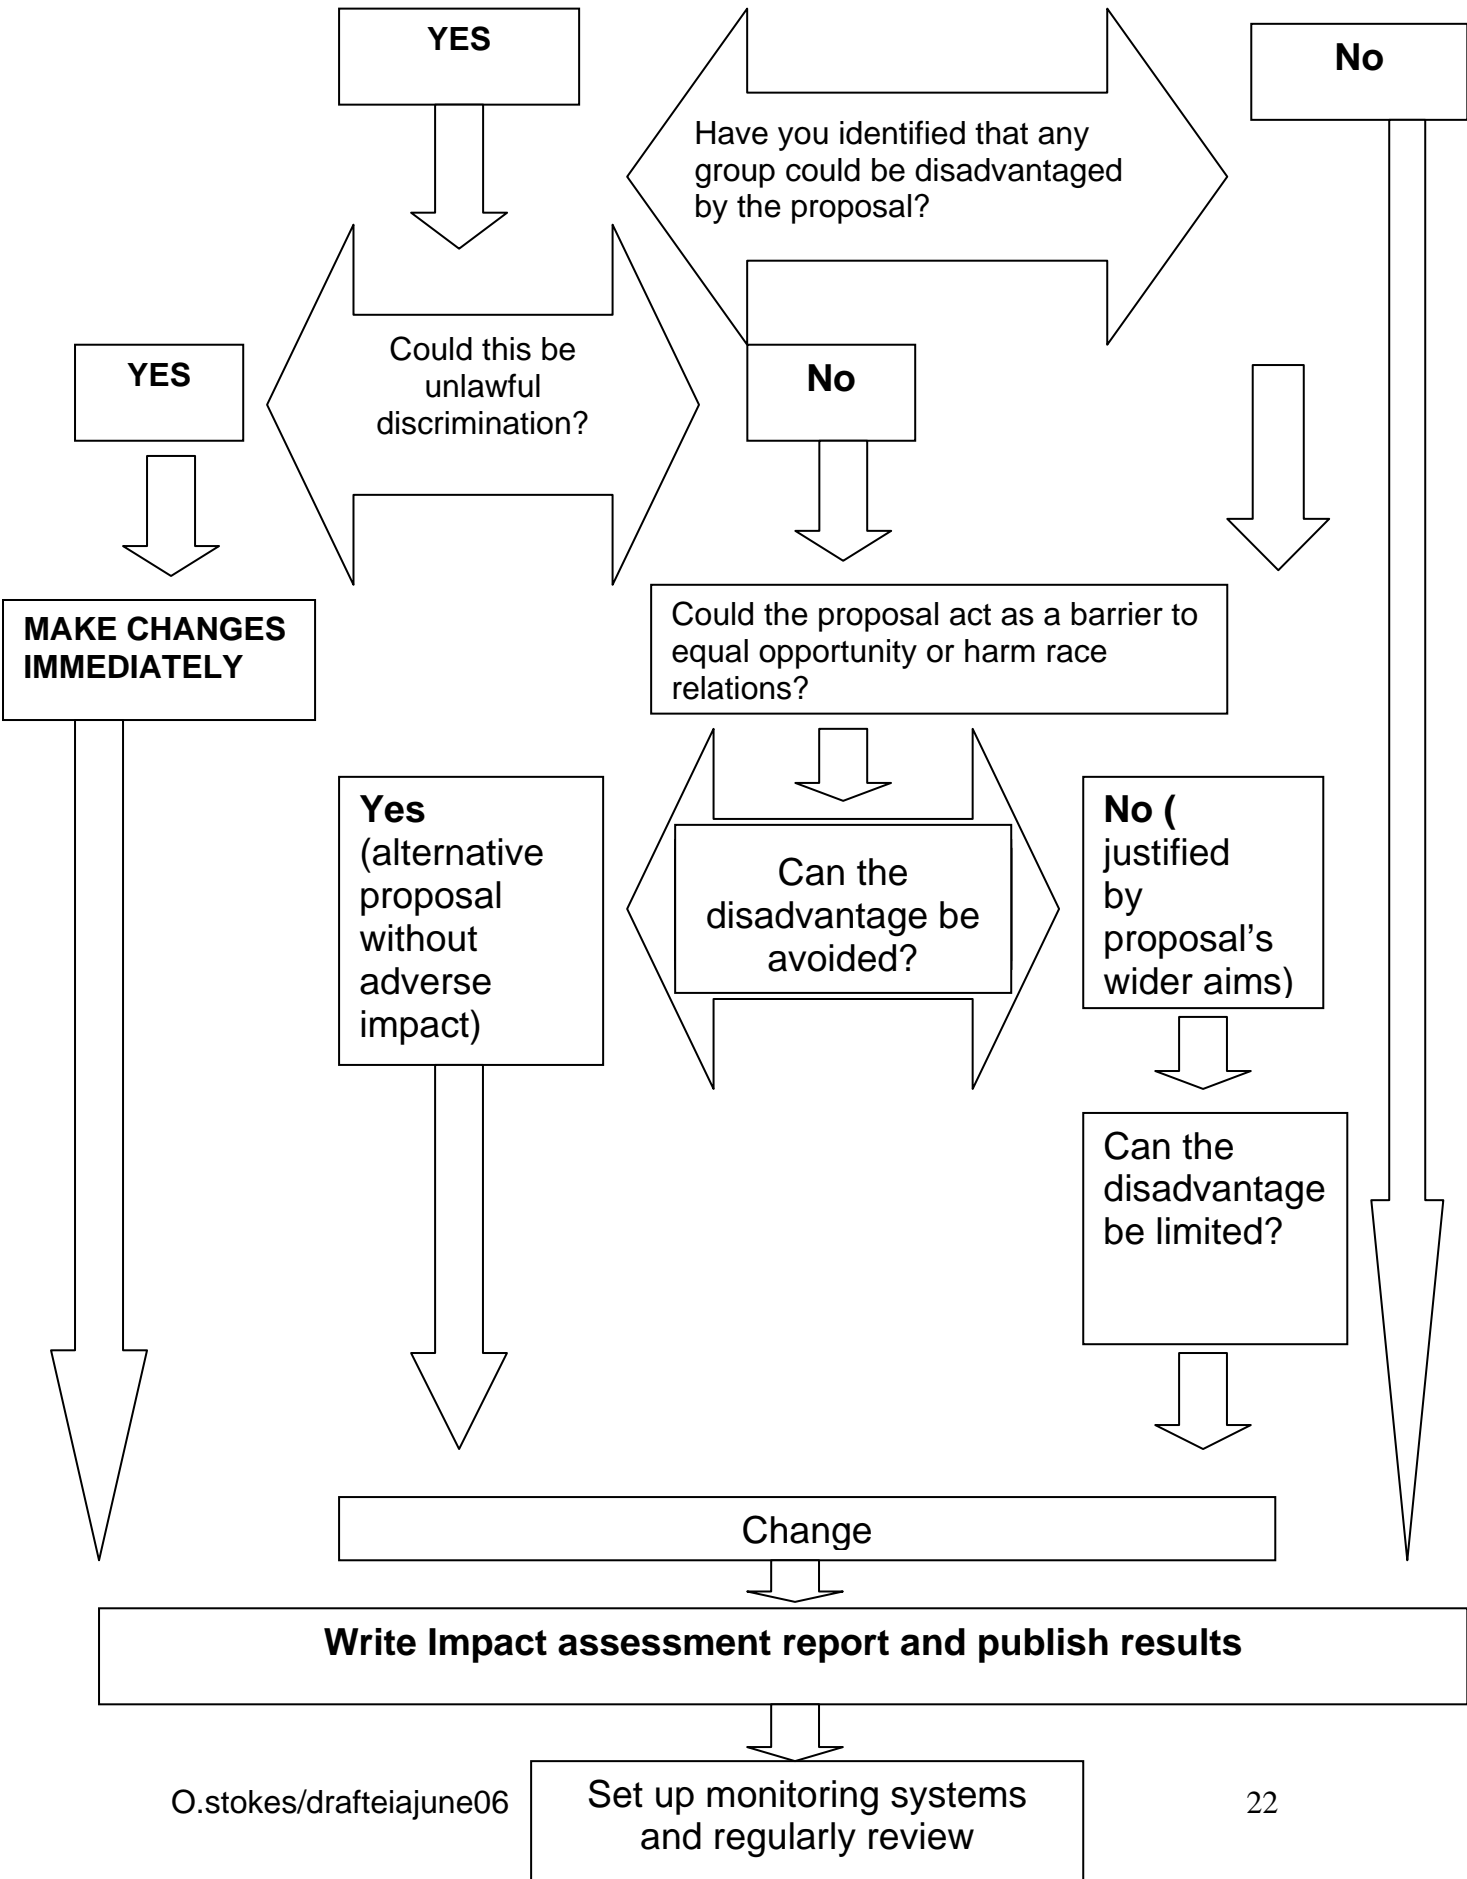 YES
No
Have you identified that any
group could be disadvantaged
by the proposal?
Could this be
unlawful
discrimination?
YES
No
MAKE CHANGES
IMMEDIATELY
Could the proposal act as a barrier to
equal opportunity or harm race
relations?
Yes
(alternative
proposal
without
adverse
impact)
Can the
disadvantage be
avoided?
No (
justified
by
proposal’s
wider aims)
Can the
disadvantage
be limited?
Change
Write Impact assessment report and publish results
Set up monitoring systems
and regularly review
O.stokes/drafteiajune06
22